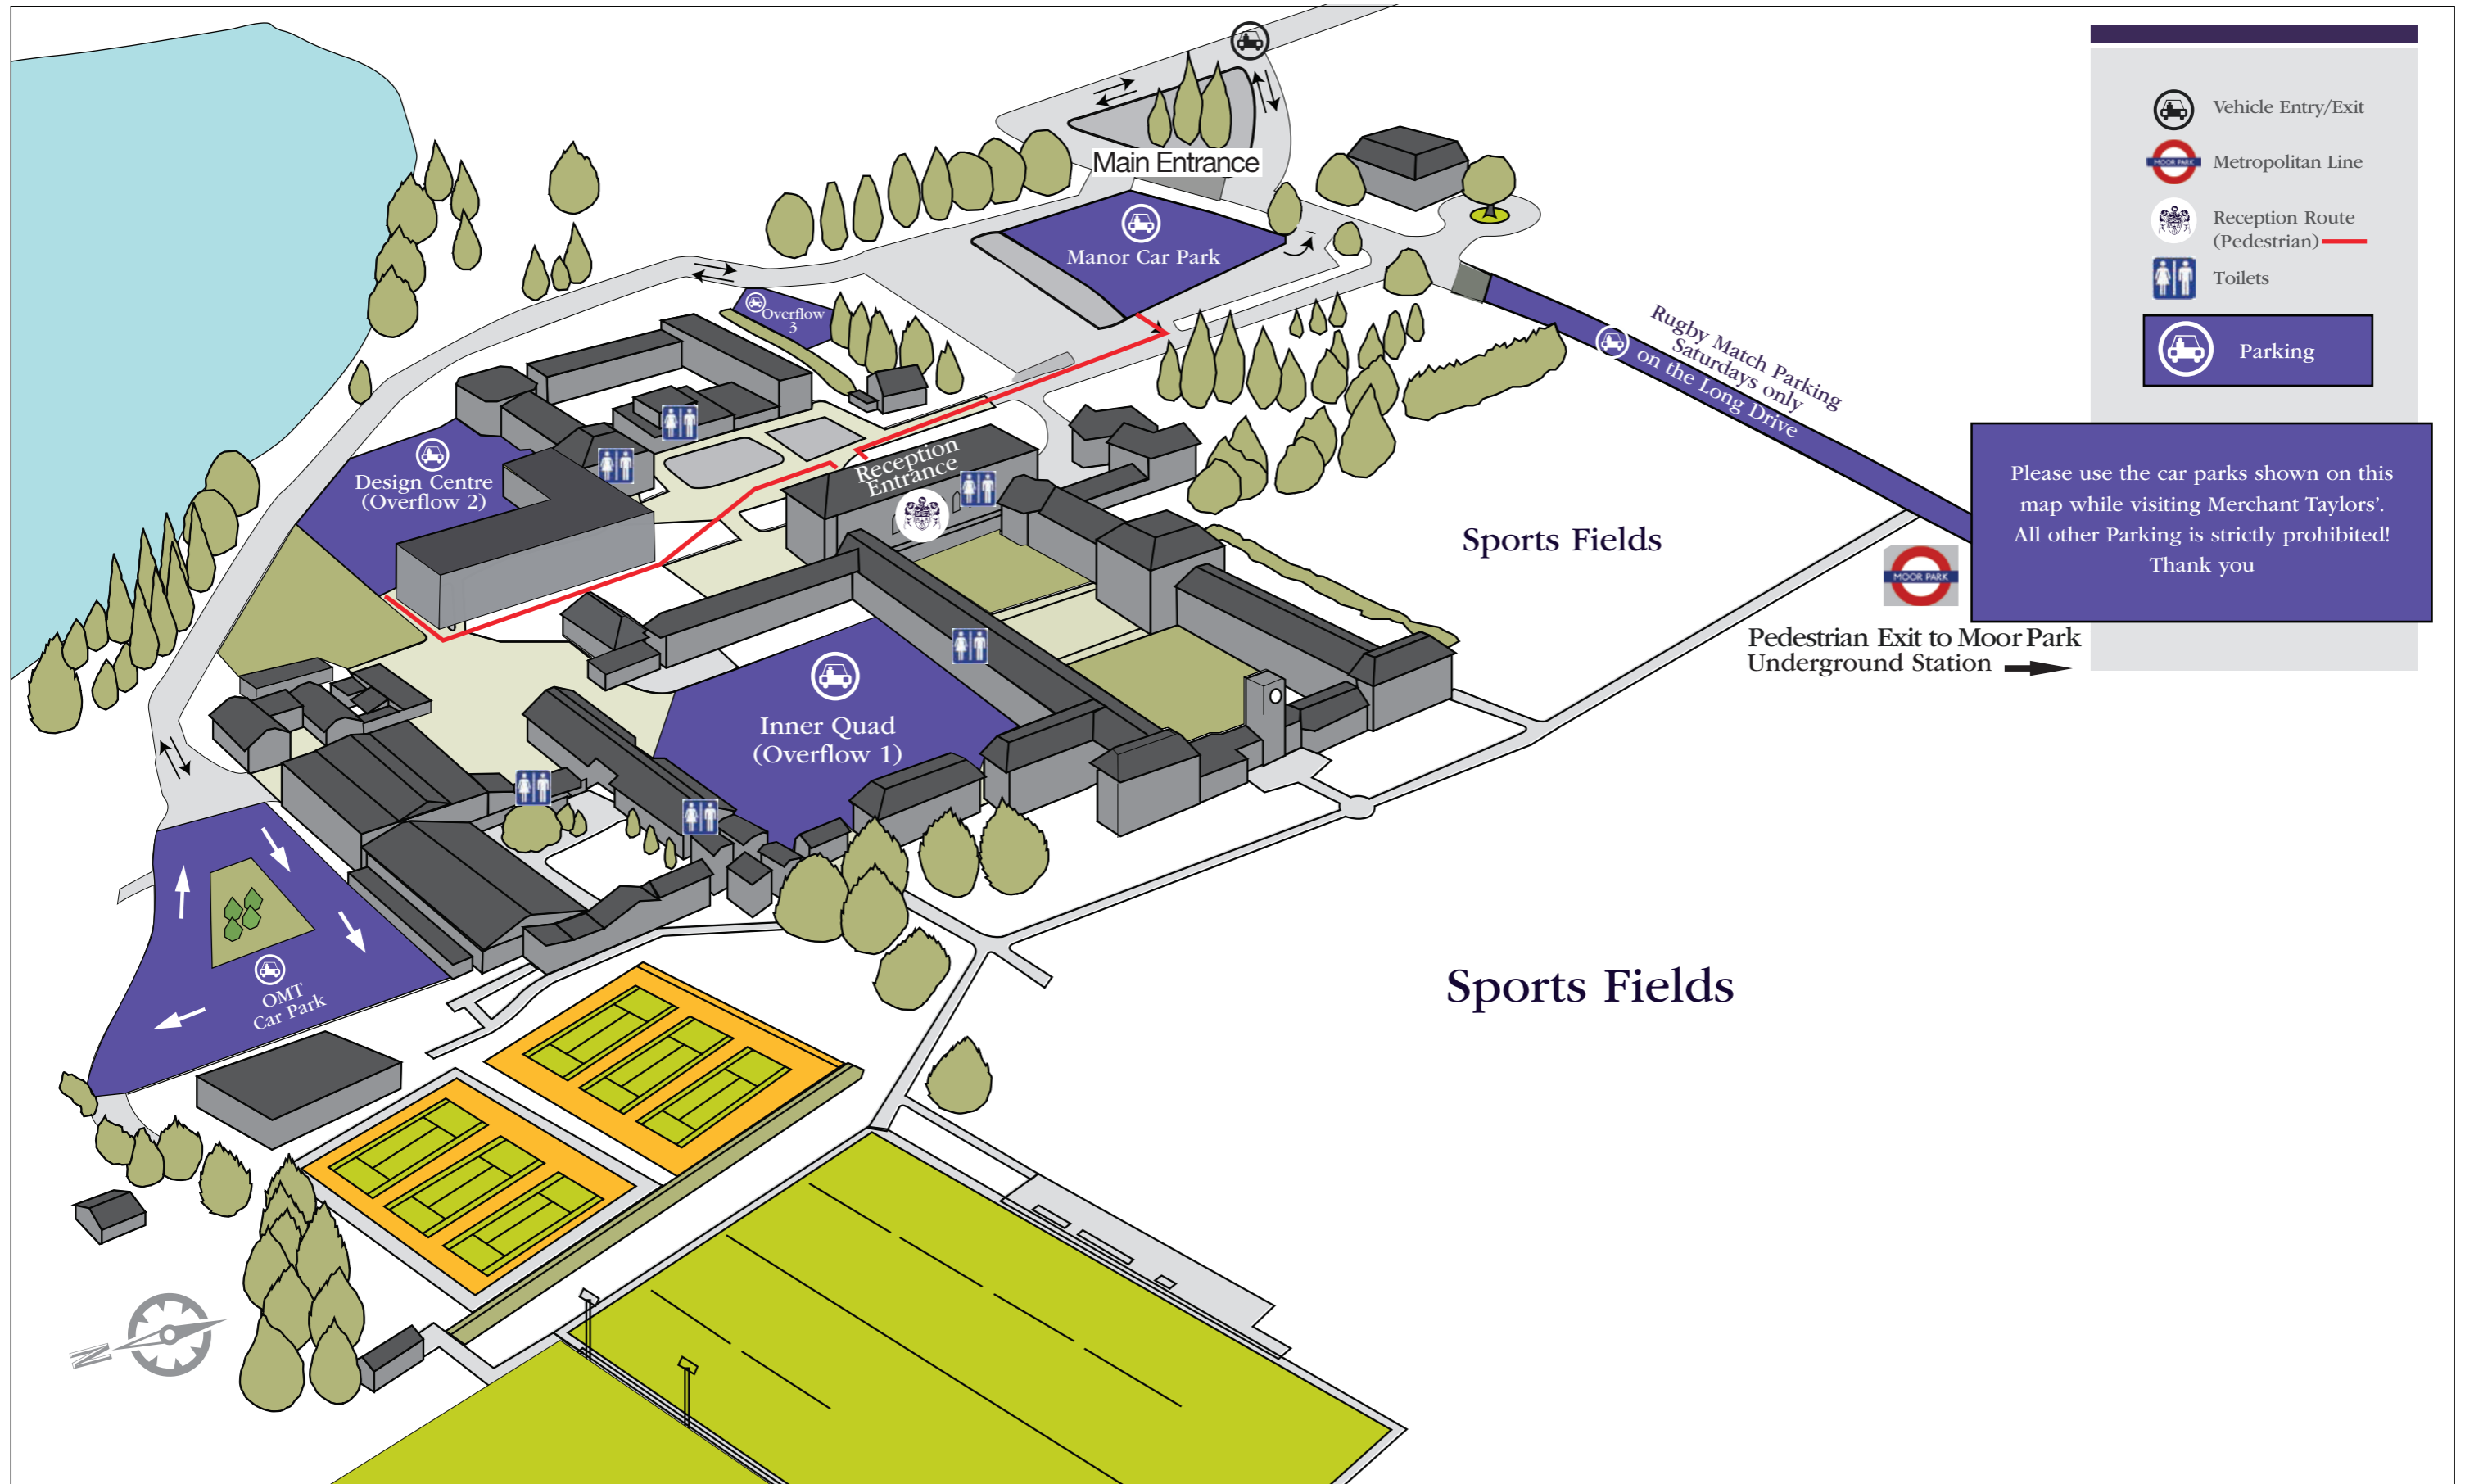 Main Entrance
Manor Car Park
Overflow
3
Rugby Match Parking
Saturdays only
on the Long Drive
Design Centre
(Overflow 2)
Reception
Entrance
Sports Fields
Inner Quad
(Overflow 1)
OMT
Car Park
Sports Fields
MOOR PARK
Pedestrian Exit to Moor Park
Underground Station
N
Vehicle Entry/Exit
MOOR PARK
Metropolitan Line
Reception Route
(Pedestrian)
Toilets
Parking
Please use the car parks shown on this
map while visiting Merchant Taylors'.
All other Parking is strictly prohibited!
Thank you